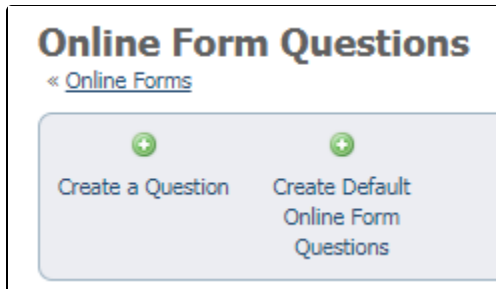 Online Form Questions
« Online Forms
Create a Question
Create Default
Online Form
Questions